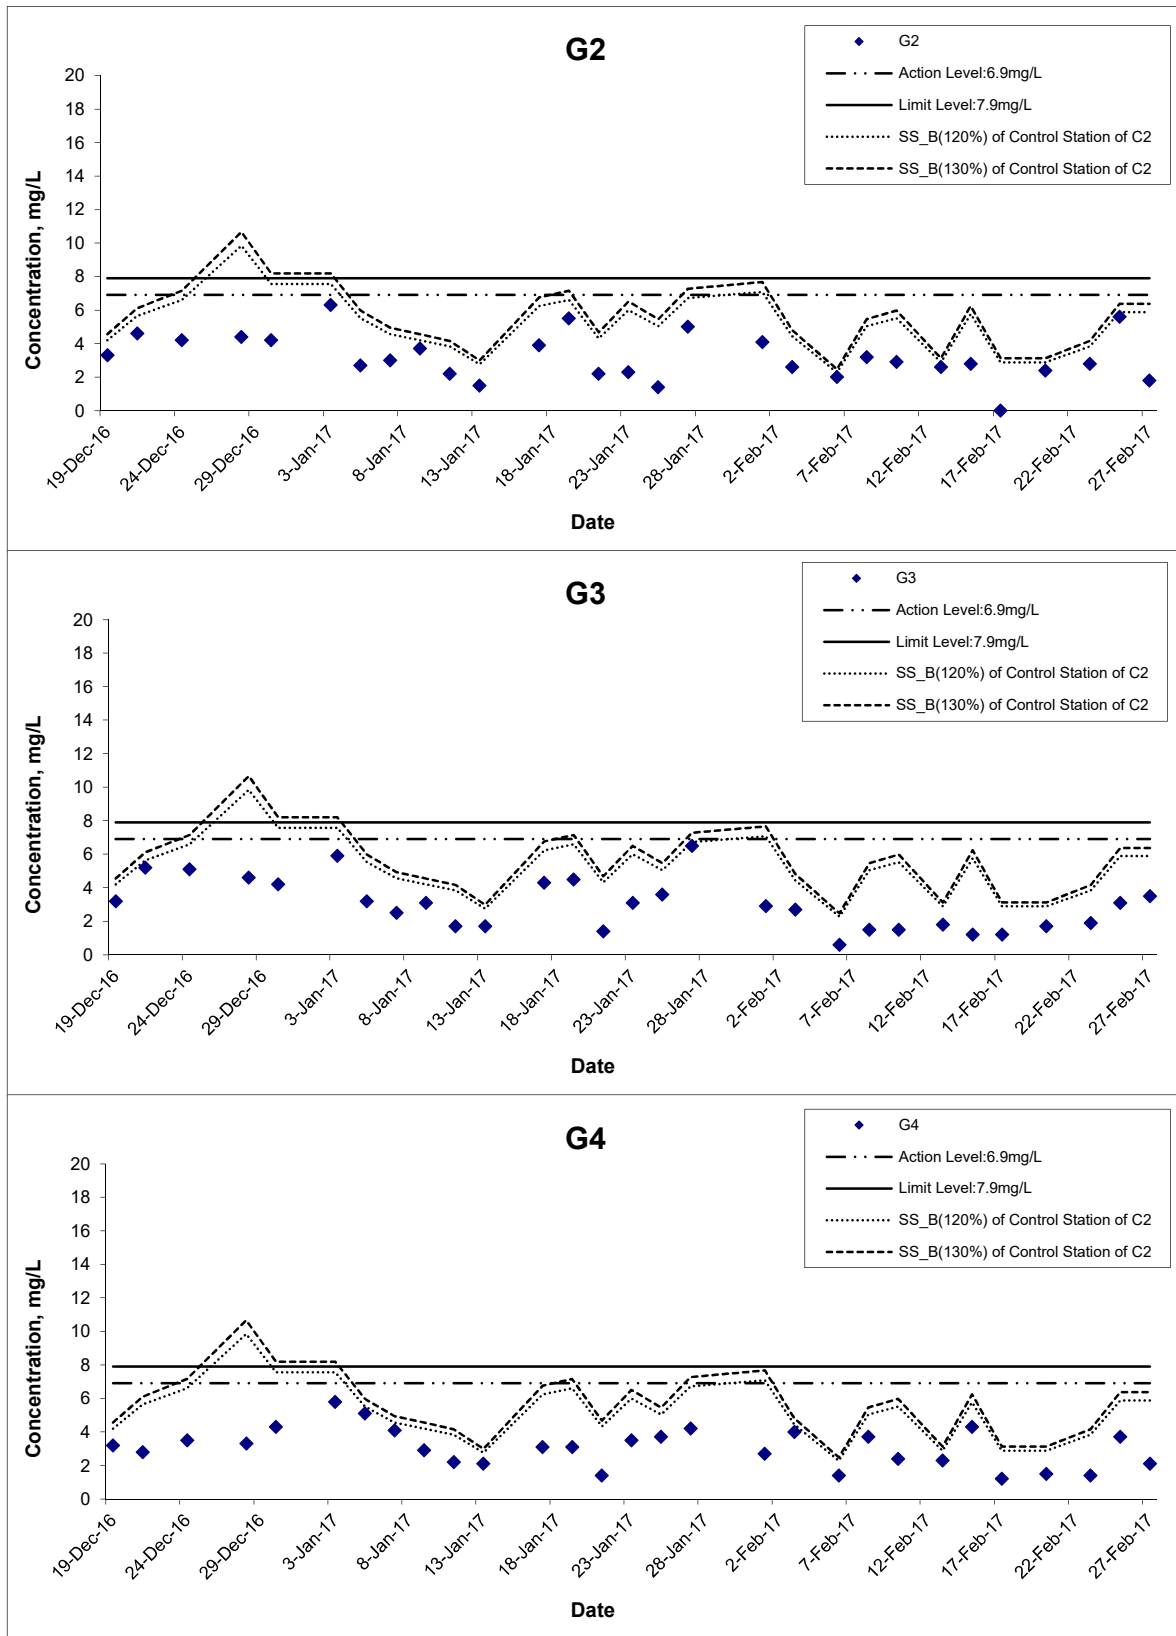 G2
G2
Action Level:6.9mg/L
Limit Level:7.9mg/L
SS_B(120%) of Control Station of C2
SS_B(130%) of Control Station of C2
Concentration, mg/L
20
18
16
14
12
10
8
6
4
2
0
19-Dec-16
24-Dec-16
29-Dec-16
3-Jan-17
8-Jan-17
13-Jan-17
18-Jan-17
23-Jan-17
28-Jan-17
2-Feb-17
7-Feb-17
12-Feb-17
17-Feb-17
22-Feb-17
27-Feb-17
Date
G3
G3
Action Level:6.9mg/L
Limit Level:7.9mg/L
SS_B(120%) of Control Station of C2
SS_B(130%) of Control Station of C2
Concentration, mg/L
20
18
16
14
12
10
8
6
4
2
0
19-Dec-16
24-Dec-16
29-Dec-16
3-Jan-17
8-Jan-17
13-Jan-17
18-Jan-17
23-Jan-17
28-Jan-17
2-Feb-17
7-Feb-17
12-Feb-17
17-Feb-17
22-Feb-17
27-Feb-17
Date
G4
G4
Action Level:6.9mg/L
Limit Level:7.9mg/L
SS_B(120%) of Control Station of C2
SS_B(130%) of Control Station of C2
Concentration, mg/L
20
18
16
14
12
10
8
6
4
2
0
19-Dec-16
24-Dec-16
29-Dec-16
3-Jan-17
8-Jan-17
13-Jan-17
18-Jan-17
23-Jan-17
28-Jan-17
2-Feb-17
7-Feb-17
12-Feb-17
17-Feb-17
22-Feb-17
27-Feb-17
Date